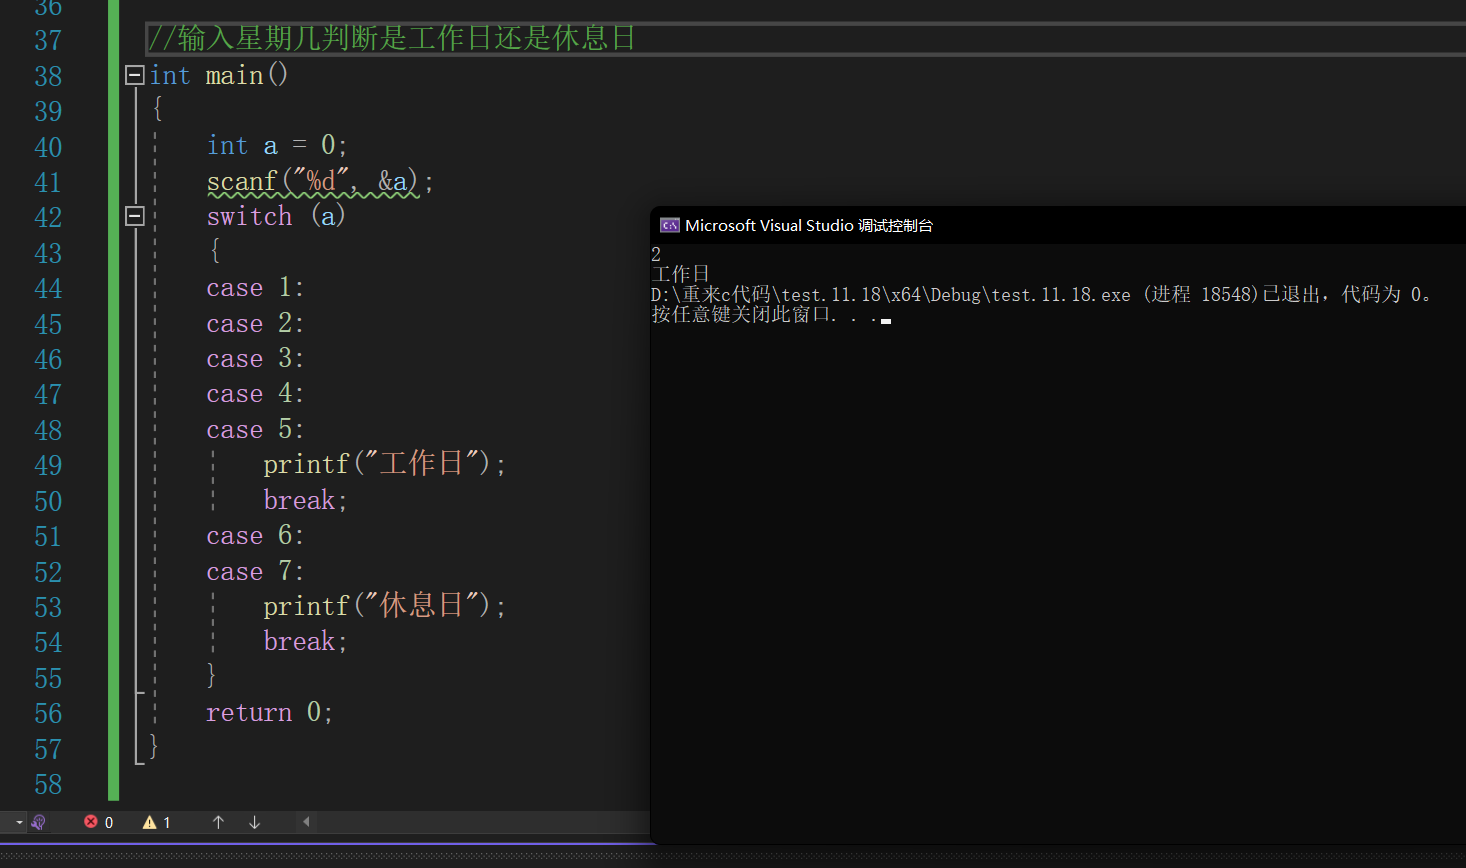 36
37 //输入星期几判断是工作日还是休息日
38 int main()
39 {
40 int a = 0;
41 scanf("%d", &a);
42 switch (a)
43 {
44 case 1:
45 case 2:
46 case 3:
47 case 4:
48 case 5:
49 printf("工作日");
50 break;
51 case 6:
52 case 7:
53 printf("休息日");
54 break;
55 }
56 return 0;
57 }
58
0 1
C:\ Microsoft Visual Studio 调试控制台
2
工作日
D:\重来c代码\test.11.18\x64\Debug\test.11.18.exe (进程 18548)已退出，代码为 0。
按任意键关闭此窗口. . .